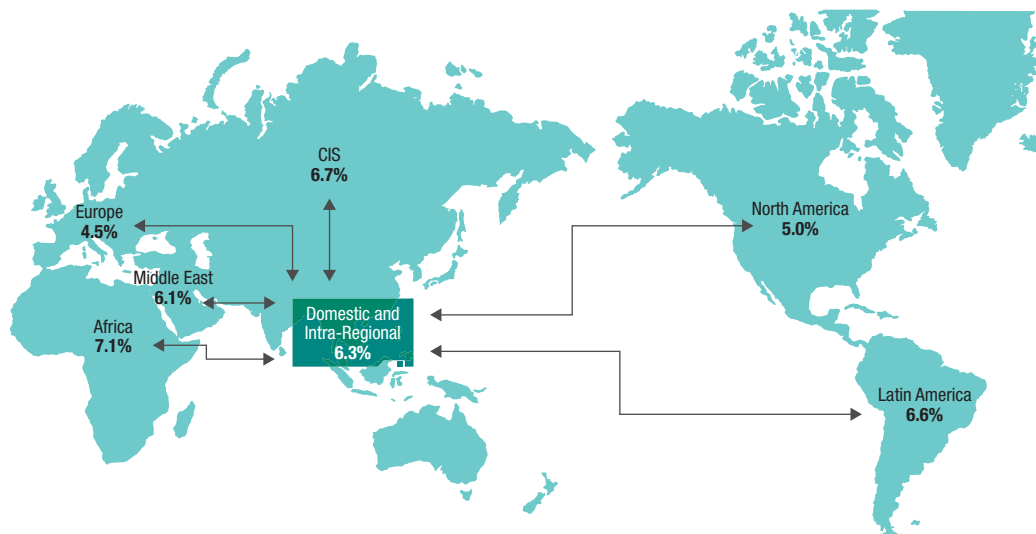 CIS
6.7%
Europe
4.5%
North America
5.0%
Middle East
6.1%
Africa
7.1%
Domestic and
Intra-Regional
6.3%
Latin America
6.6%